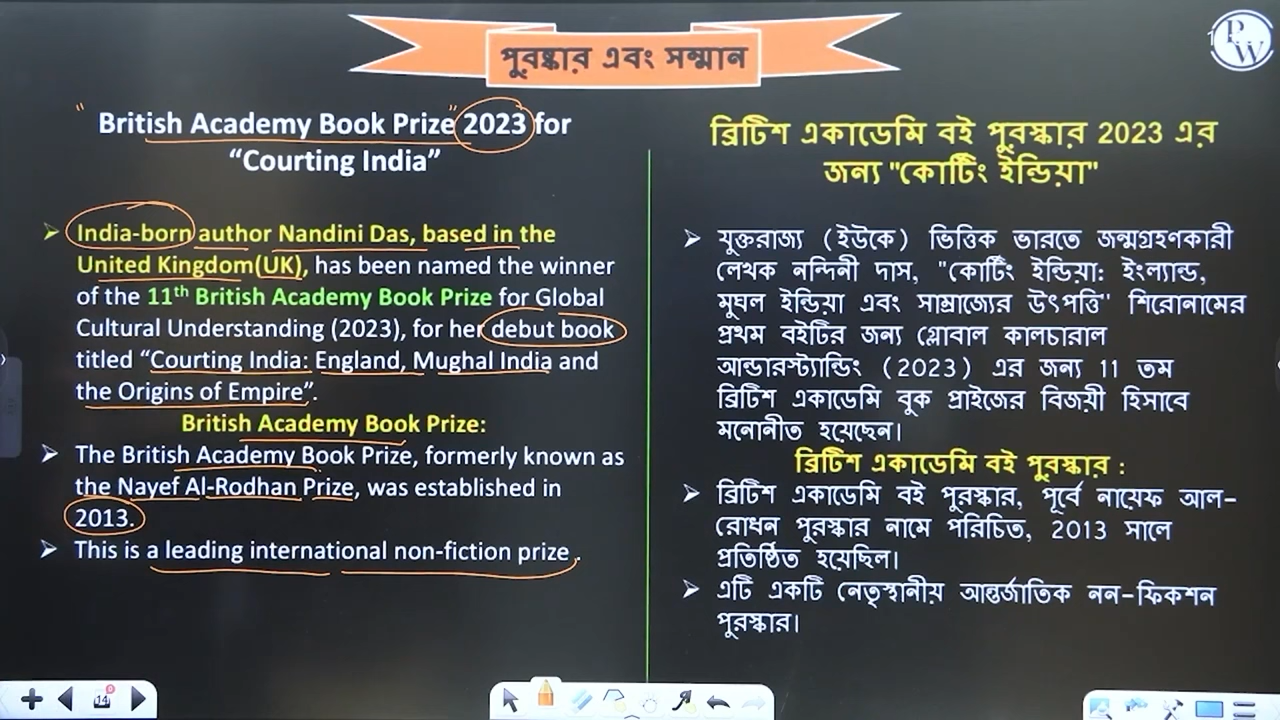 পুরষ্কার এবং সম্মান
PW
"British Academy Book Prize" 2023 for
“Courting India”
➢ India-born author Nandini Das, based in the
United Kingdom(UK), has been named the winner
of the 11th British Academy Book Prize for Global
Cultural Understanding (2023), for her debut book
titled “Courting India: England, Mughal India and
the Origins of Empire”.
British Academy Book Prize:
➢ The British Academy Book Prize, formerly known as
the Nayef Al-Rodhan Prize, was established in
2013.
➢ This is a leading international non-fiction prize.
ব্রিটিশ একাডেমি বই পুরস্কার 2023 এর
জন্য "কোর্টিং ইন্ডিয়া"
➢ যুক্তরাজ্য (ইউকে) ভিত্তিক ভারতে জন্মগ্রহণকারী
লেখক নন্দিনী দাস, "কোর্টিং ইন্ডিয়া: ইংল্যান্ড,
মুঘল ইন্ডিয়া এবং সাম্রাজ্যের উৎপত্তি" শিরোনামের
প্রথম বইটির জন্য গ্লোবাল কালচারাল
আন্ডারস্ট্যান্ডিং (2023) এর জন্য 11 তম
ব্রিটিশ একাডেমি বুক প্রাইজের বিজয়ী হিসাবে
মনোনীত হয়েছেন।
ব্রিটিশ একাডেমি বই পুরস্কার :
➢ ব্রিটিশ একাডেমি বই পুরস্কার, পূর্বে নায়েফ আল-
রোধন পুরস্কার নামে পরিচিত, 2013 সালে
প্রতিষ্ঠিত হয়েছিল।
➢ এটি একটি নেতৃস্থানীয় আন্তর্জাতিক নন-ফিকশন
পুরস্কার।
14